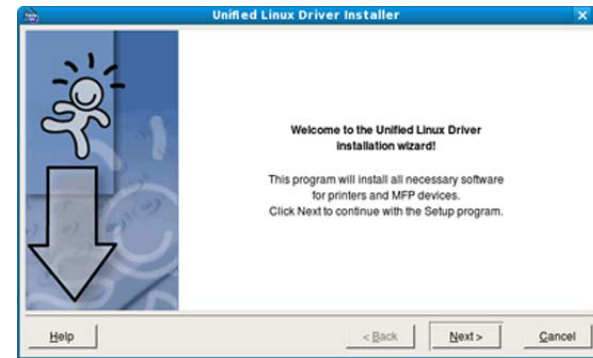 Unified Linux Driver Installer
Welcome to the Unified Linux Driver
installation wizard!
This program will install all necessary software
for printers and MFP devices.
Click Next to continue with the Setup program.
Help
< Back
Next >
Cancel